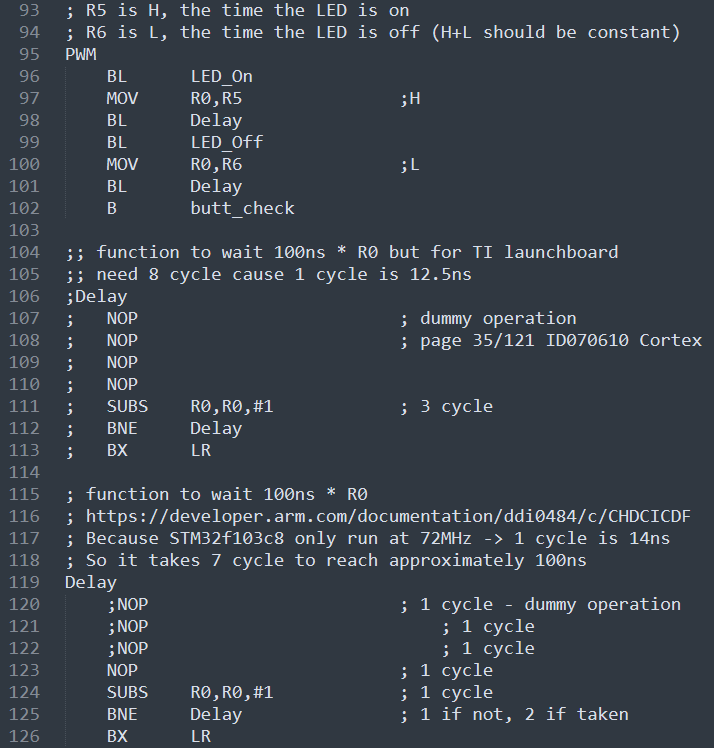 93 ; R5 is H, the time the LED is on
94 ; R6 is L, the time the LED is off (H+L should be constant)
95 PWM
96 BL LED_On
97 MOV R0,R5 ;H
98 BL Delay
99 BL LED_Off
100 MOV R0,R6 ;L
101 BL Delay
102 B butt_check
103
104 ;; function to wait 100ns * R0 but for TI launchboard
105 ;; need 8 cycle cause 1 cycle is 12.5ns
106 ;Delay
107 ; NOP ; dummy operation
108 ; NOP ; page 35/121 ID070610 Cortex
109 ; NOP
110 ; NOP
111 ; SUBS R0,R0,#1 ; 3 cycle
112 ; BNE Delay
113 ; BX LR
114
115 ; function to wait 100ns * R0
116 ; https://developer.arm.com/documentation/ddi0484/c/CHDCICDF
117 ; Because STM32f103c8 only run at 72MHz -> 1 cycle is 14ns
118 ; So it takes 7 cycle to reach approximately 100ns
119 Delay
120 ;NOP ; 1 cycle - dummy operation
121 ;NOP ; 1 cycle
122 ;NOP ; 1 cycle
123 NOP ; 1 cycle
124 SUBS R0,R0,#1 ; 1 cycle
125 BNE Delay ; 1 if not, 2 if taken
126 BX LR